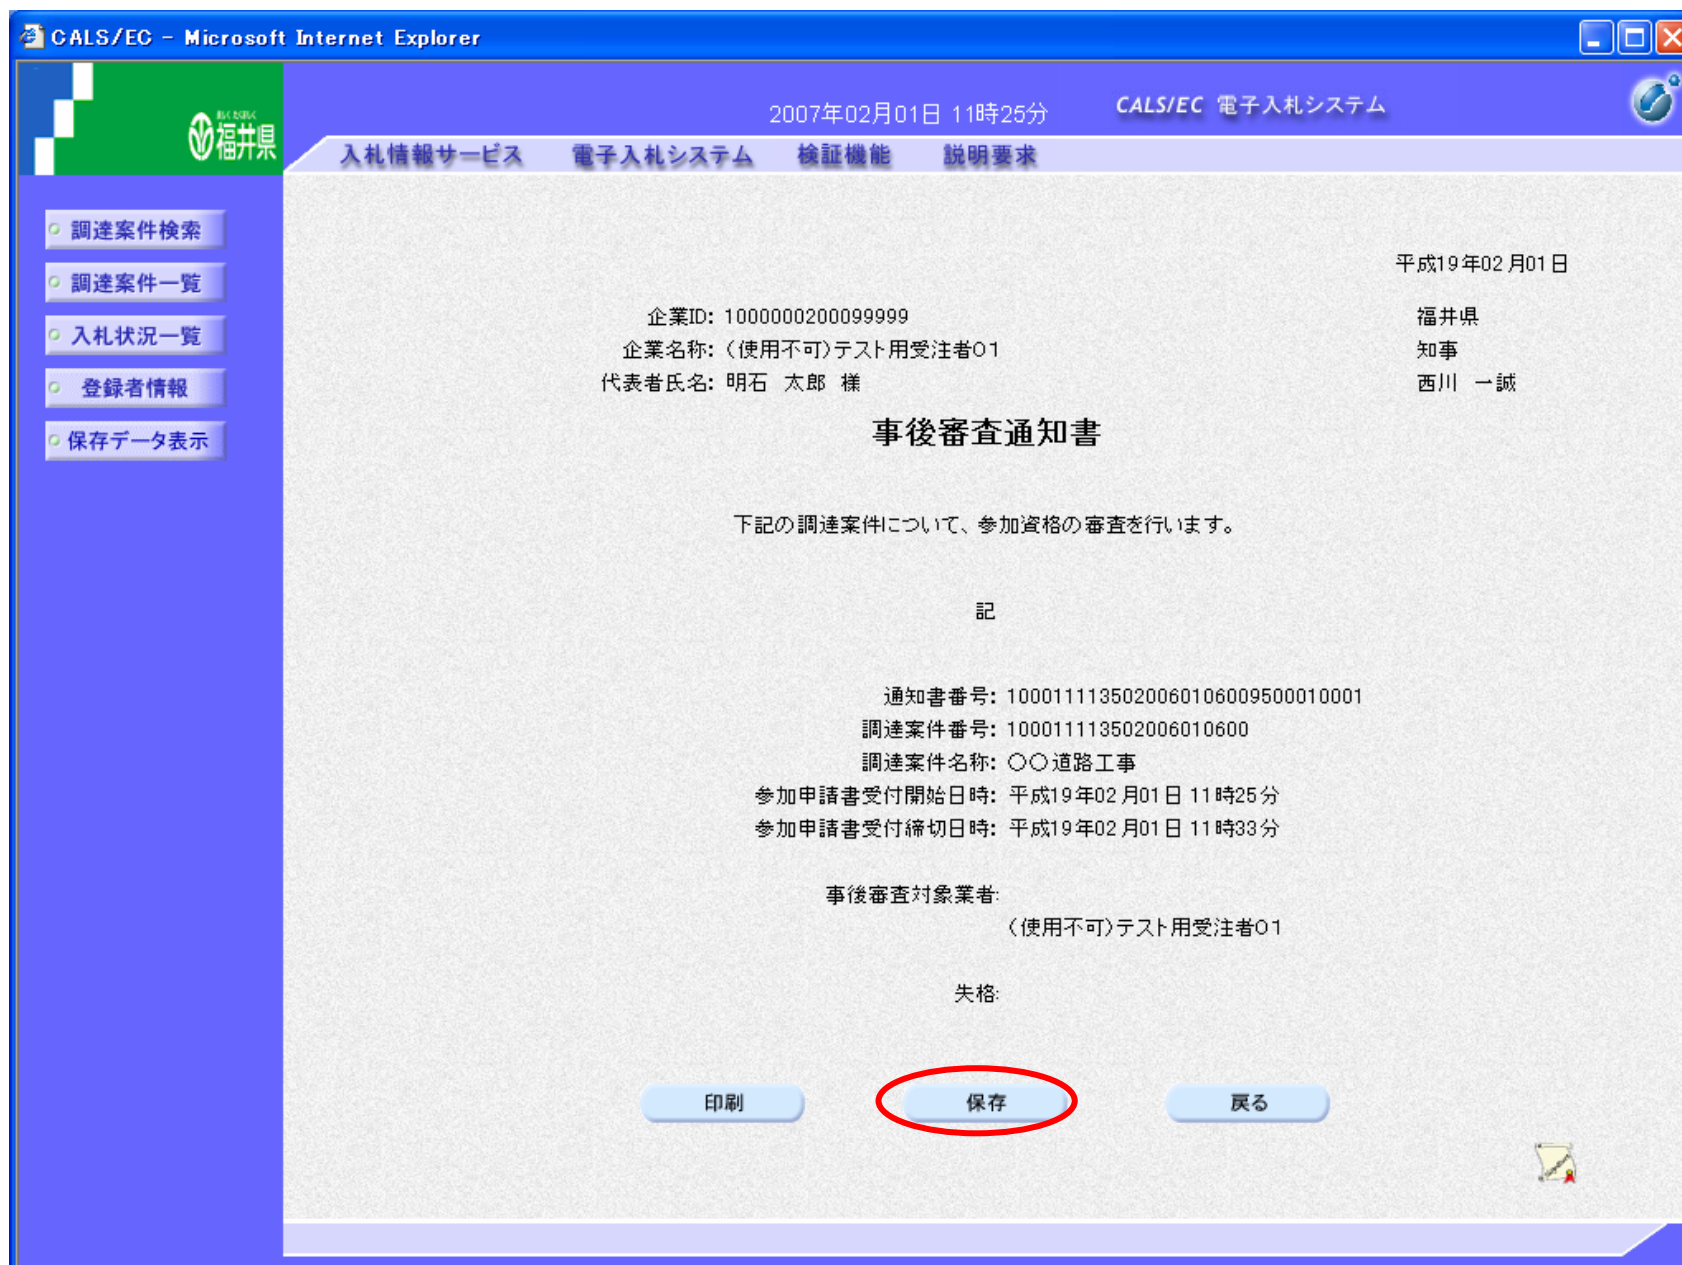 CALS/EC - Microsoft Internet Explorer
2007年02月01日 11時25分
CALS/EC 電子入札システム
福井県
入札情報サービス 電子入札システム 検証機能 説明要求
調達案件検索
調達案件一覧
入札状況一覧
登録者情報
保存データ表示
平成19年02月01日
企業ID: 1000000200099999
企業名称: (使用不可)テスト用受注者01
代表者氏名: 明石 太郎 様
福井県
知事
西川 一誠
事後審査通知書
下記の調達案件について、参加資格の審査を行います。
記
通知書番号: 10001111350200601060095000​10001
調達案件番号: 100011113502006010600
調達案件名称: 〇〇道路工事
参加申請書受付開始日時: 平成19年02月01日 11時25分
参加申請書受付締切日時: 平成19年02月01日 11時33分
事後審査対象業者:
(使用不可)テスト用受注者01
失格:
印刷
保存
戻る